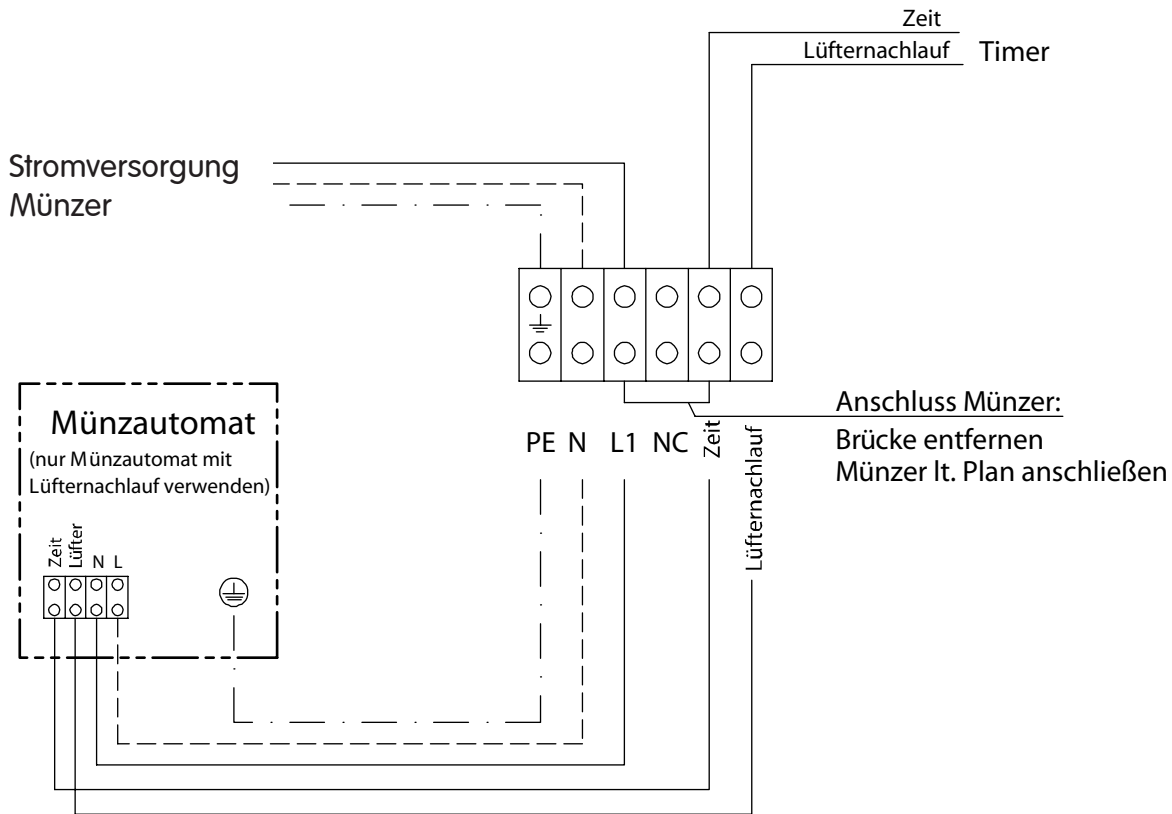 Zeit
Lüfternachlauf
Timer
Stromversorgung
Münzer
Münzautomat
(nur Münzautomat mit
Lüfternachlauf verwenden)
Zeit
Lüfter
N
L
PE
N
L1
NC
Zeit
Lüfternachlauf
Anschluss Münzer:
Brücke entfernen
Münzer lt. Plan anschließen